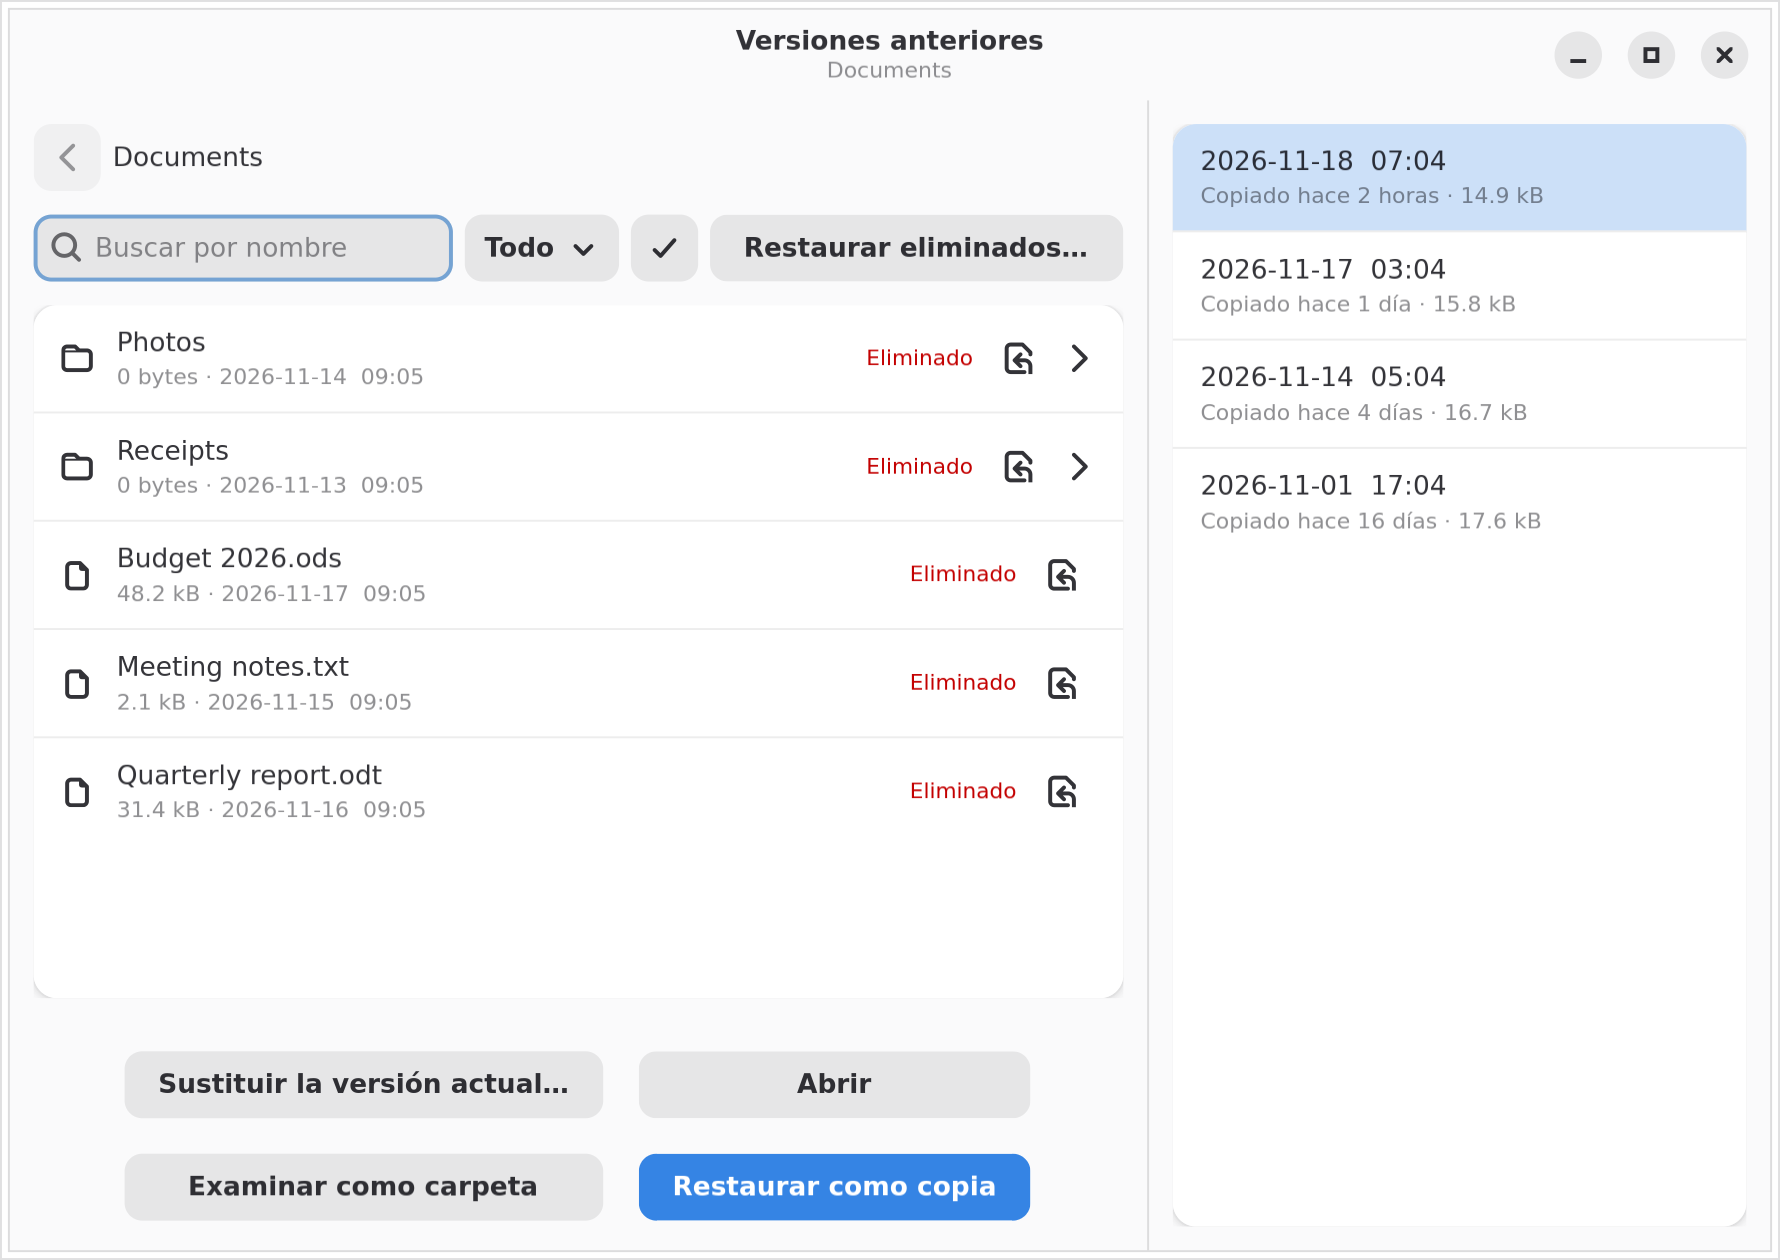 Versiones anteriores
Documents
Documents
Buscar por nombre
Todo
Restaurar eliminados…
Photos
0 bytes · 2026-11-14  09:05
Eliminado
Receipts
0 bytes · 2026-11-13  09:05
Eliminado
Budget 2026.ods
48.2 kB · 2026-11-17  09:05
Eliminado
Meeting notes.txt
2.1 kB · 2026-11-15  09:05
Eliminado
Quarterly report.odt
31.4 kB · 2026-11-16  09:05
Eliminado
Sustituir la versión actual…
Abrir
Examinar como carpeta
Restaurar como copia
2026-11-18  07:04
Copiado hace 2 horas · 14.9 kB
2026-11-17  03:04
Copiado hace 1 día · 15.8 kB
2026-11-14  05:04
Copiado hace 4 días · 16.7 kB
2026-11-01  17:04
Copiado hace 16 días · 17.6 kB